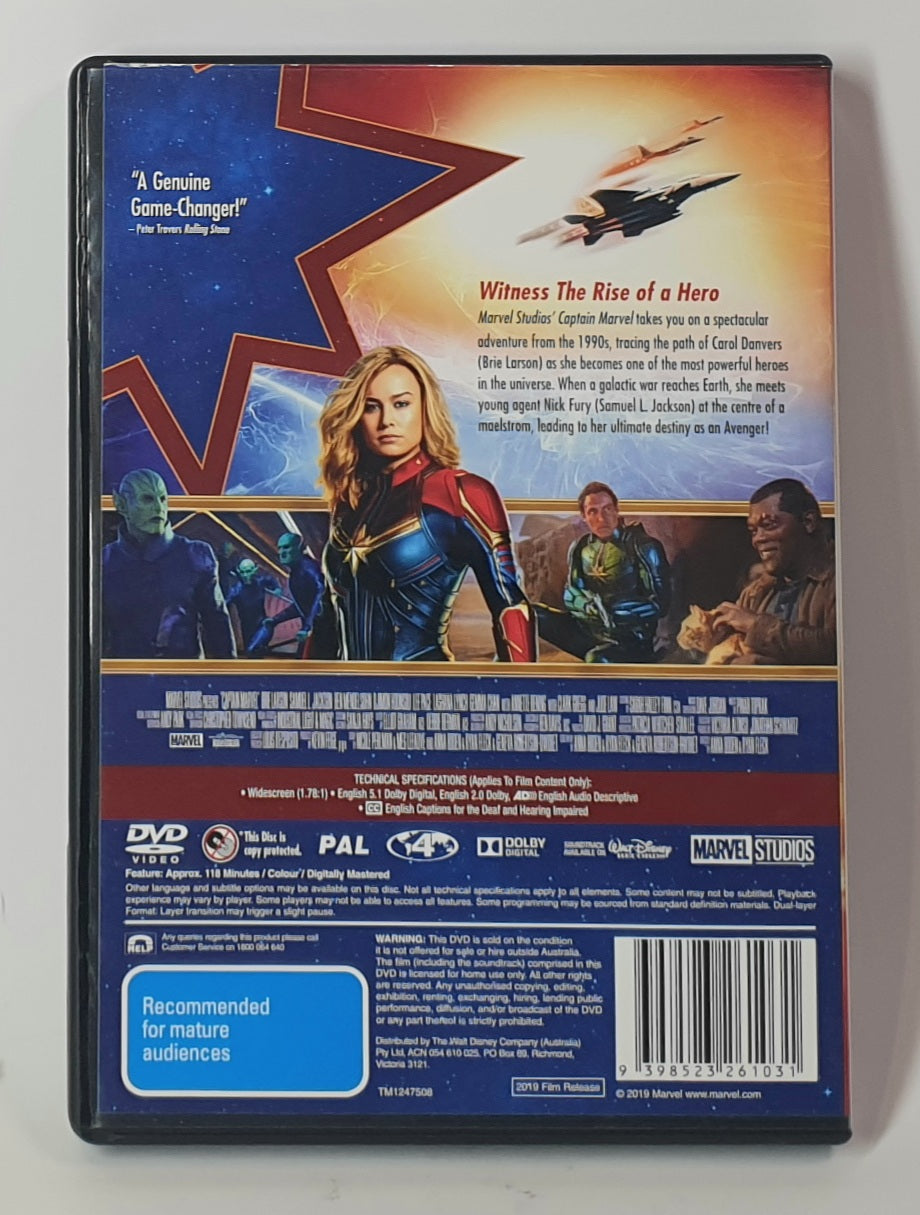 “A Genuine
Game-Changer!”
– Peter Travers Rolling Stone
Witness The Rise of a Hero
Marvel Studios’ Captain Marvel takes you on a spectacular
adventure from the 1990s, tracing the path of Carol Danvers
(Brie Larson) as she becomes one of the most powerful heroes
in the universe. When a galactic war reaches Earth, she meets
young agent Nick Fury (Samuel L. Jackson) at the centre of a
maelstrom, leading to her ultimate destiny as an Avenger!
MARVEL
TECHNICAL SPECIFICATIONS (Applies To Film Content Only):
• Widescreen (1.78:1) • English 5.1 Dolby Digital, English 2.0 Dolby, AD English Audio Descriptive
• CC English Captions for the Deaf and Hearing Impaired
DVD VIDEO
*This Disc is
copy protected.
PAL
4
DOLBY
DIGITAL
SOUNDTRACK
AVAILABLE ON
WALT DISNEY
RECORDS
MARVEL STUDIOS
Feature: Approx. 118 Minutes / Colour / Digitally Mastered
Other language and subtitle options may be available on this disc. Not all technical specifications apply to all elements. Some content may not be subtitled. Playback
experience may vary by player. Some players may not be able to access all features. Some programming may be sourced from standard definition materials. Dual-layer
Format: Layer transition may trigger a slight pause.
HELP
Any queries regarding this product please call
Customer Service on 1800 064 640
Recommended
for mature
audiences
WARNING: This DVD is sold on the condition
it is not offered for sale or hire outside Australia.
The film (including the soundtrack) comprised in this
DVD is licensed for home use only. All other rights
are reserved. Any unauthorised copying, editing,
exhibition, renting, exchanging, hiring, lending public
performance, diffusion, and/or broadcast of the DVD
or any part thereof is strictly prohibited.
Distributed by The Walt Disney Company (Australia)
Pty Ltd, ACN 054 610 025. PO Box 69, Richmond,
Victoria 3121.
TM1247508
2019 Film Release
9 398523 261031
© 2019 Marvel www.marvel.com